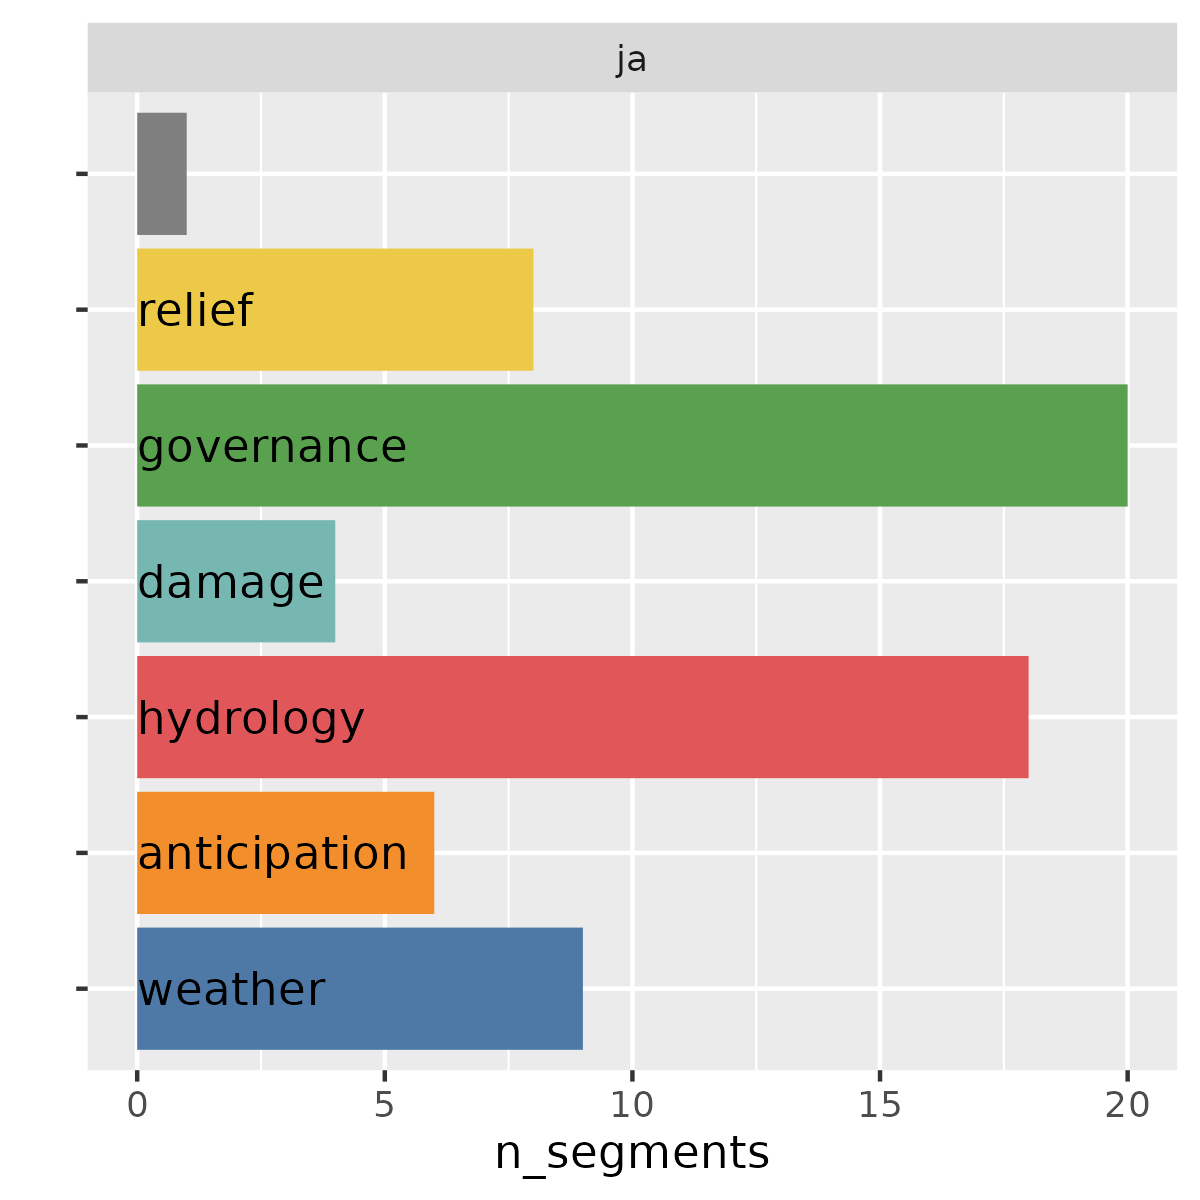 ja
relief
governance
damage
hydrology
anticipation
weather
0 5 10 15 20
n_segments